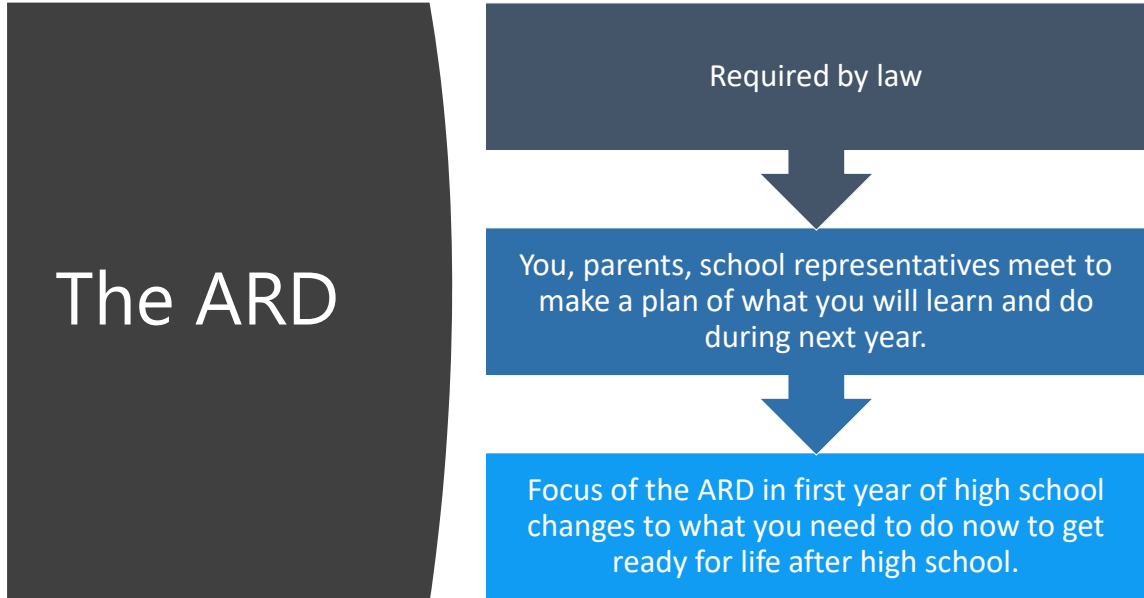 The ARD
Required by law
You, parents, school representatives meet to
make a plan of what you will learn and do
during next year.
Focus of the ARD in first year of high school
changes to what you need to do now to get
ready for life after high school.